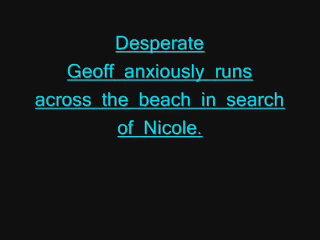 Desperate
Geoff anxiously runs
across the beach in search
of Nicole.